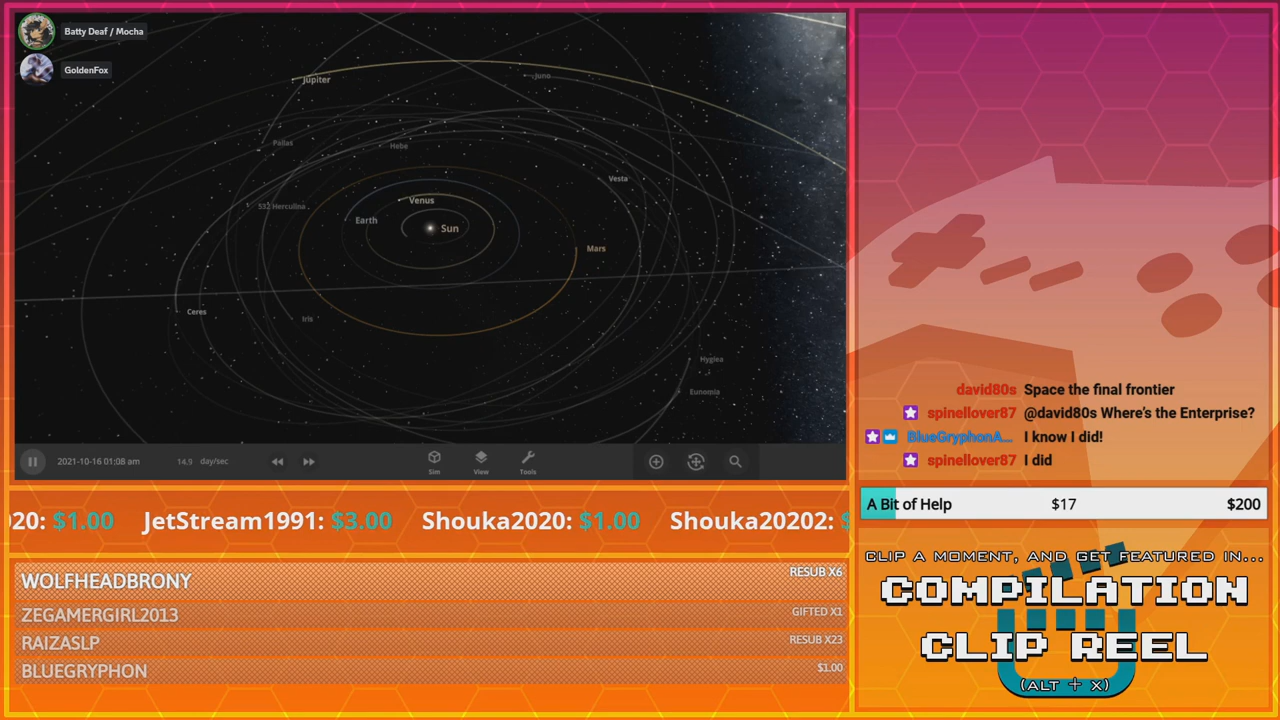 Batty Deaf / Mocha
GoldenFox
Jupiter
Juno
Pallas
Hebe
Vesta
532 Herculina
Venus
Earth
Sun
Mars
Ceres
Iris
Hygiea
Eunomia
2021-10-16 01:08 am
14.9 day/sec
Sim
View
Tools
david80s Space the final frontier
spinellover87 @david80s Where's the Enterprise?
BlueGryphonA... I know I did!
spinellover87 I did
A Bit of Help $17 $200
020: $1.00 JetStream1991: $3.00 Shouka2020: $1.00 Shouka20202: $
WOLFHEADBRONY RESUB X6
ZEGAMERGIRL2013 GIFTED X1
RAIZASLP RESUB X23
BLUEGRYPHON $1.00
CLIP A MOMENT, AND GET FEATURED IN...
COMPILATION
CLIP REEL
(ALT + X)